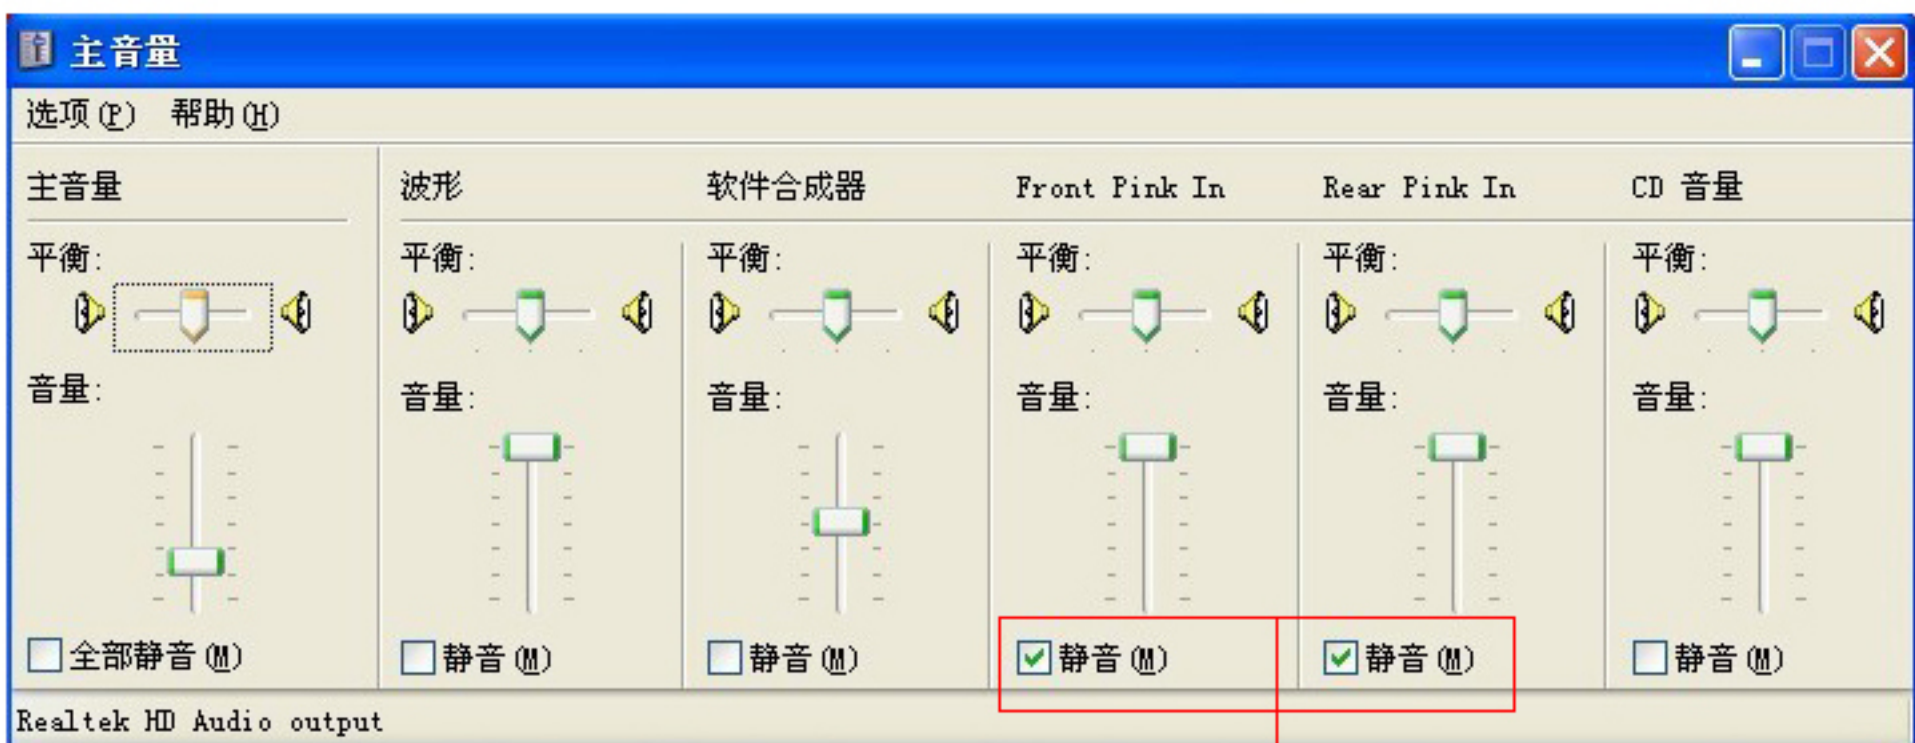 主音量
选项(P) 帮助(H)
主音量 波形 软件合成器 Front Pink In Rear Pink In CD 音量
平衡: 平衡: 平衡: 平衡: 平衡: 平衡:
音量: 音量: 音量: 音量: 音量: 音量:
全部静音(M) 静音(M) 静音(M) 静音(M) 静音(M) 静音(M)
Realtek HD Audio output